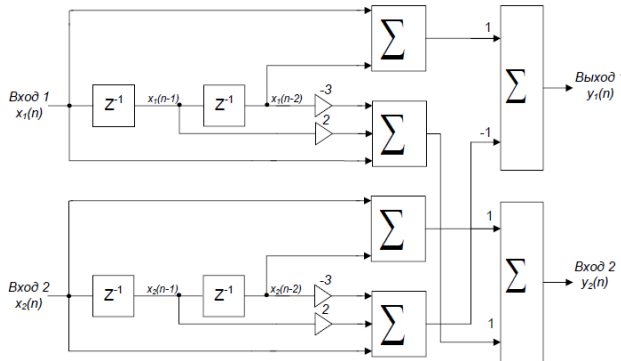 ∑
1
∑
Вход 1
x₁(n)
Z⁻¹
x₁(n-1)
Z⁻¹
x₁(n-2)
-3
2
∑
-1
y₁(n)
∑
1
∑
Вход 2
x₂(n)
Z⁻¹
x₂(n-1)
Z⁻¹
x₂(n-2)
-3
2
∑
1
Вход 2
y₂(n)
Выход